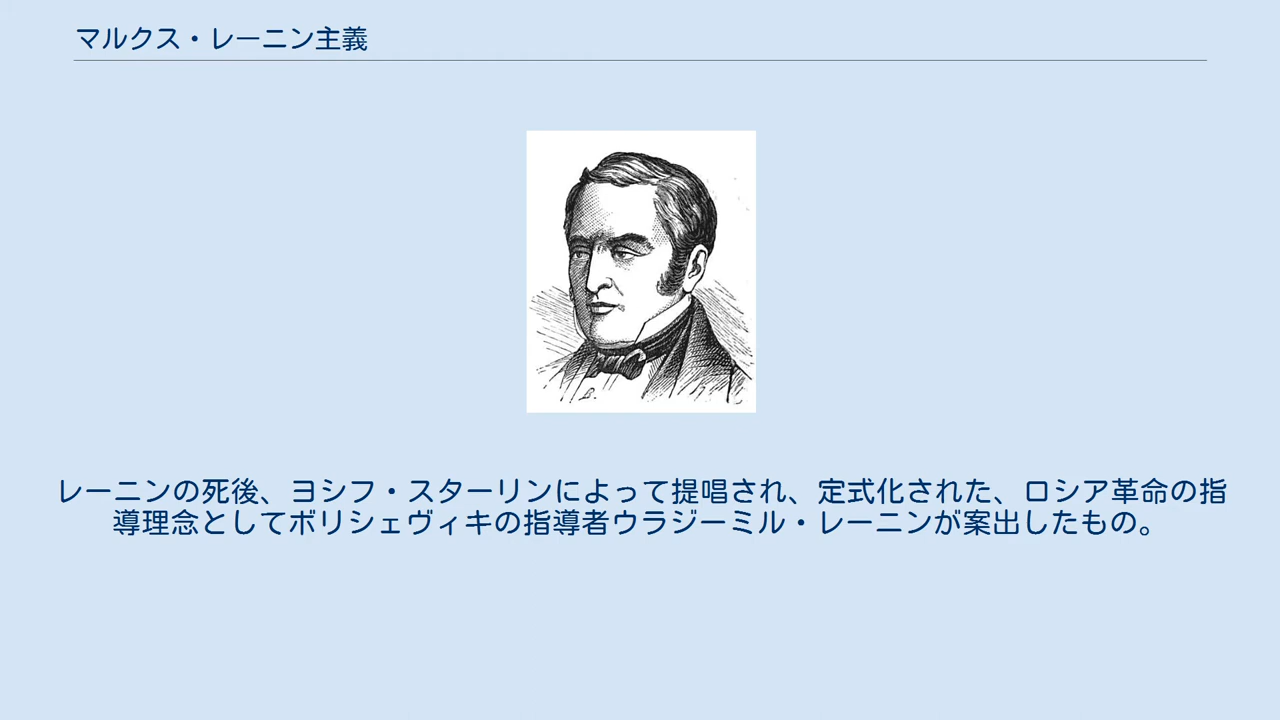 マルクス・レーニン主義
レーニンの死後、ヨシフ・スターリンによって提唱され、定式化された、ロシア革命の指
導理念としてボリシェヴィキの指導者ウラジーミル・レーニンが案出したもの。